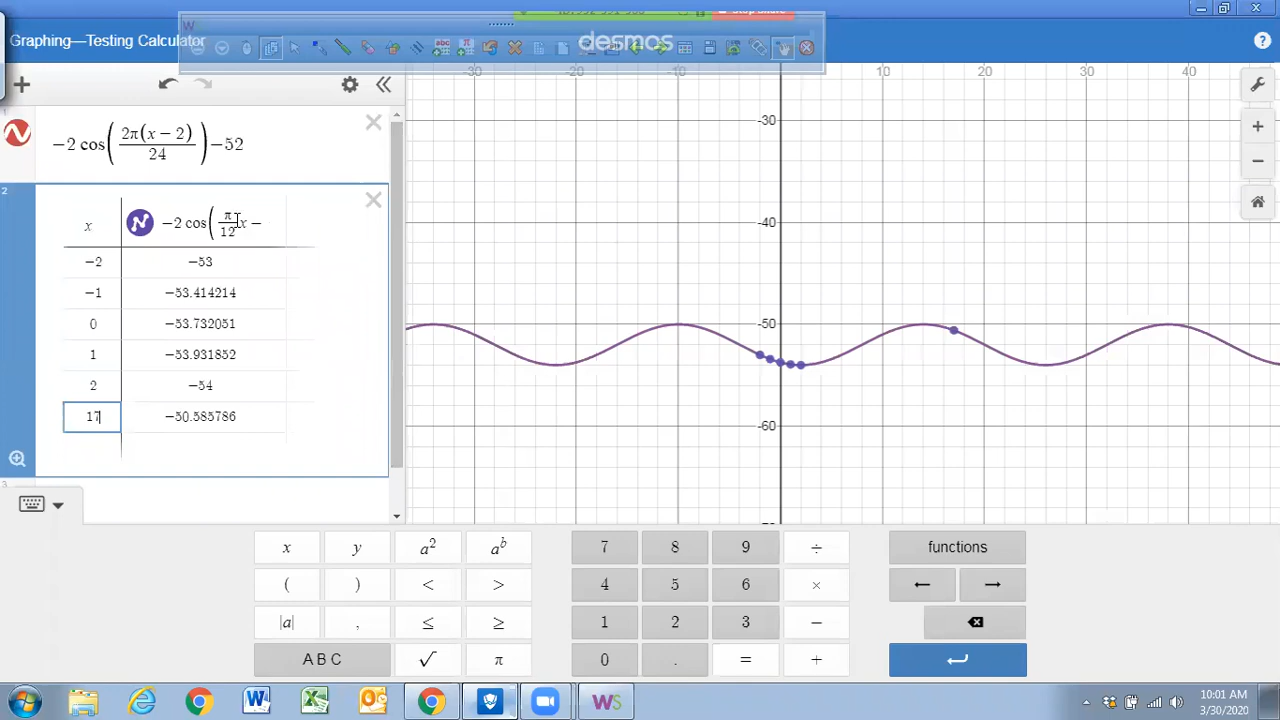 Graphing—Testing Calculator
desmos
-2 cos(2π(x-2)/24)-52
2
x -2 cos(π/12 x -
-2 -53
-1 -53.414214
0 -53.732051
1 -53.931852
2 -54
17 -50.585786
3
-30 -20 -10 10 20 30 40
-30
-40
-50
-60
x y a² aᵇ 7 8 9 ÷ functions
( ) < > 4 5 6 × ← →
|a| , ≤ ≥ 1 2 3 −
A B C √ π 0 . = +
W X O W S
10:01 AM
3/30/2020